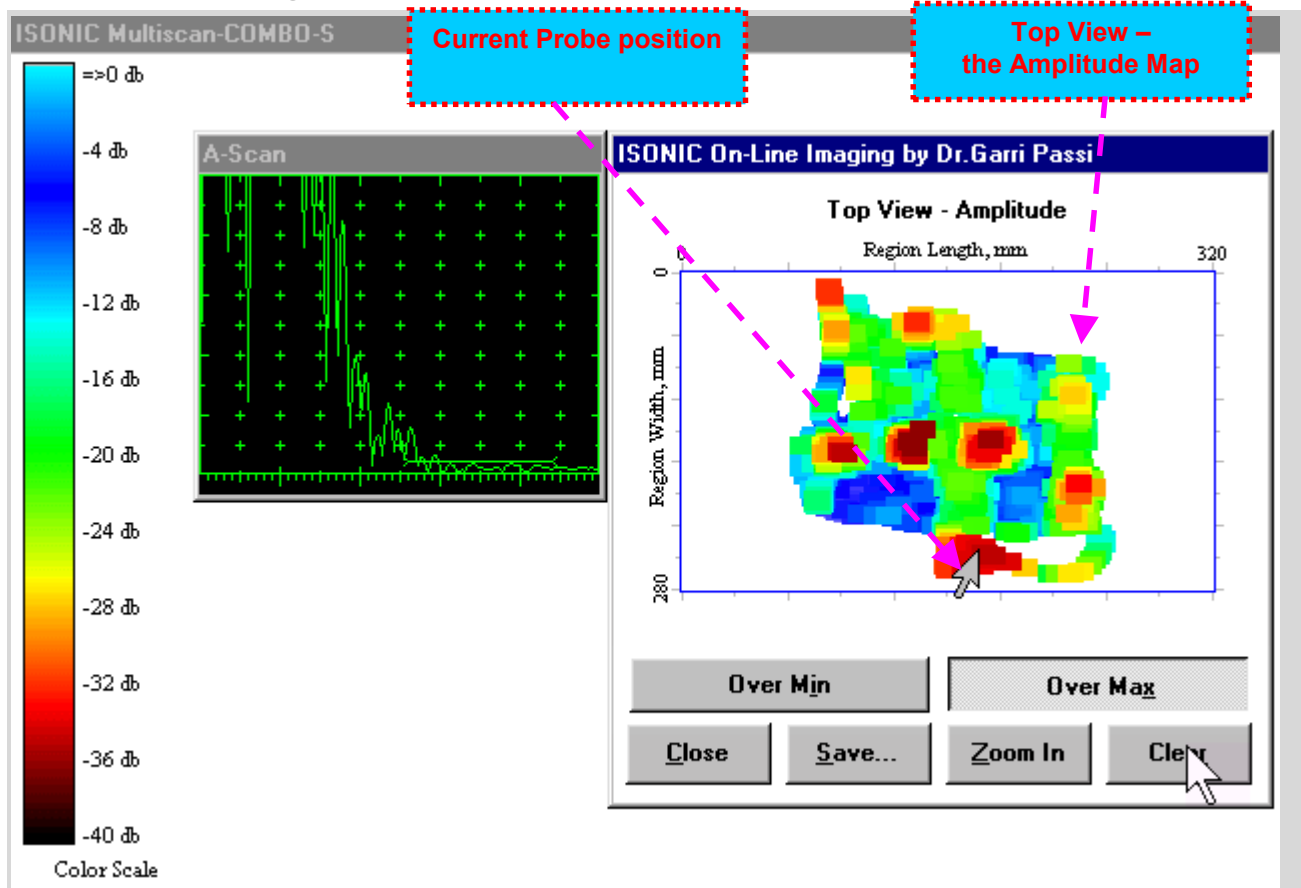 ISONIC Multiscan-COMBO-S
Current Probe position
Top View –
the Amplitude Map
=>0 db
-4 db
-8 db
-12 db
-16 db
-20 db
-24 db
-28 db
-32 db
-36 db
-40 db
Color Scale
A-Scan
ISONIC On-Line Imaging by Dr.Garri Passi
Top View - Amplitude
0 Region Length, mm 320
0
Region Width, mm
280
Over Min
Over Max
Close
Save...
Zoom In
Clear